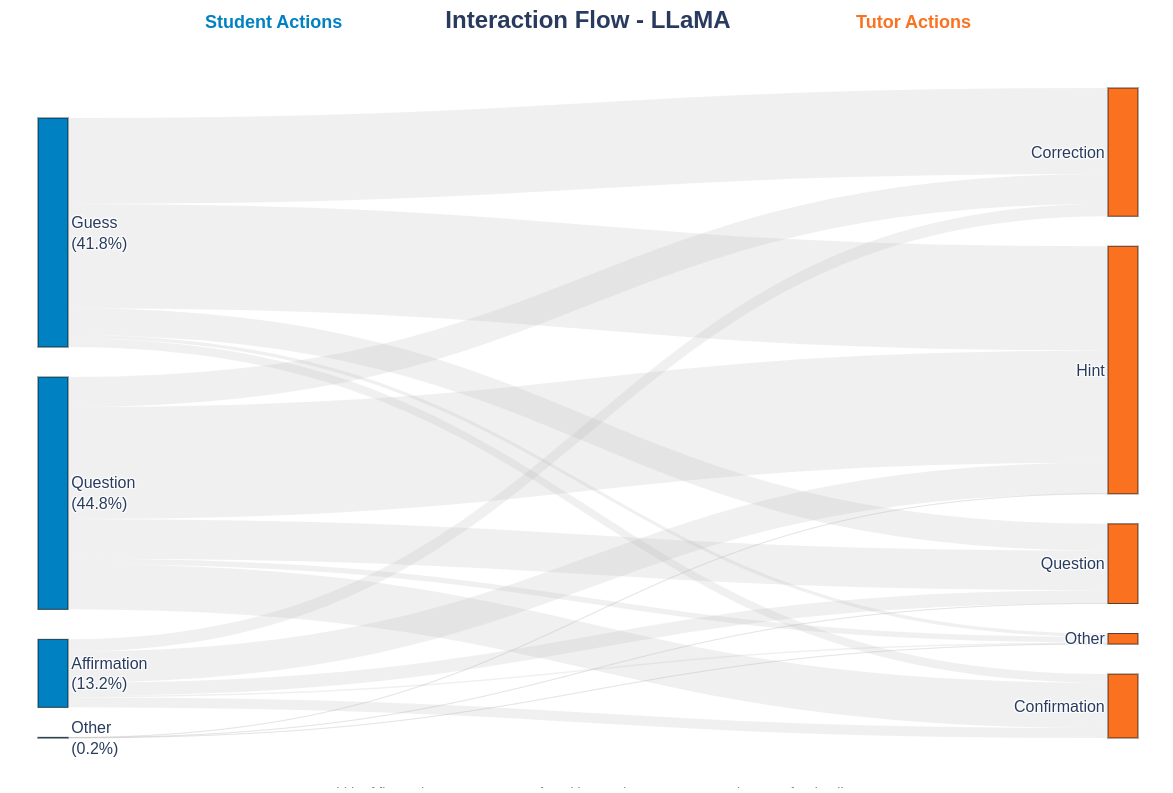 Student Actions
Interaction Flow - LLaMA
Tutor Actions
Guess
(41.8%)
Question
(44.8%)
Affirmation
(13.2%)
Other
(0.2%)
Correction
Hint
Question
Other
Confirmation